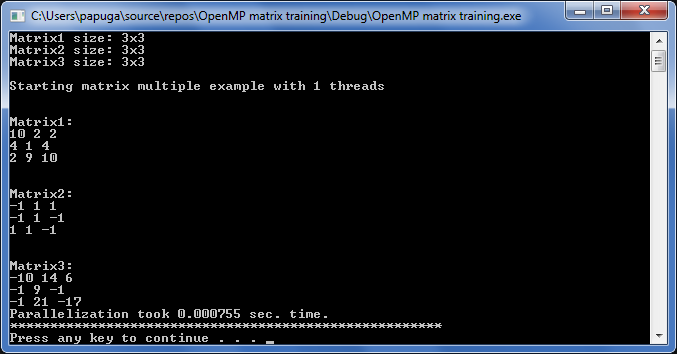 C:\Users\papuga\source\repos\OpenMP matrix training\Debug\OpenMP matrix training.exe
Matrix1 size: 3x3
Matrix2 size: 3x3
Matrix3 size: 3x3
Starting matrix multiple example with 1 threads
Matrix1:
10 2 2
4 1 4
2 9 10
Matrix2:
-1 1 1
-1 1 -1
1 1 -1
Matrix3:
-10 14 6
-1 9 -1
-1 21 -17
Parallelization took 0.000755 sec. time.
******************************************************
Press any key to continue . . . _